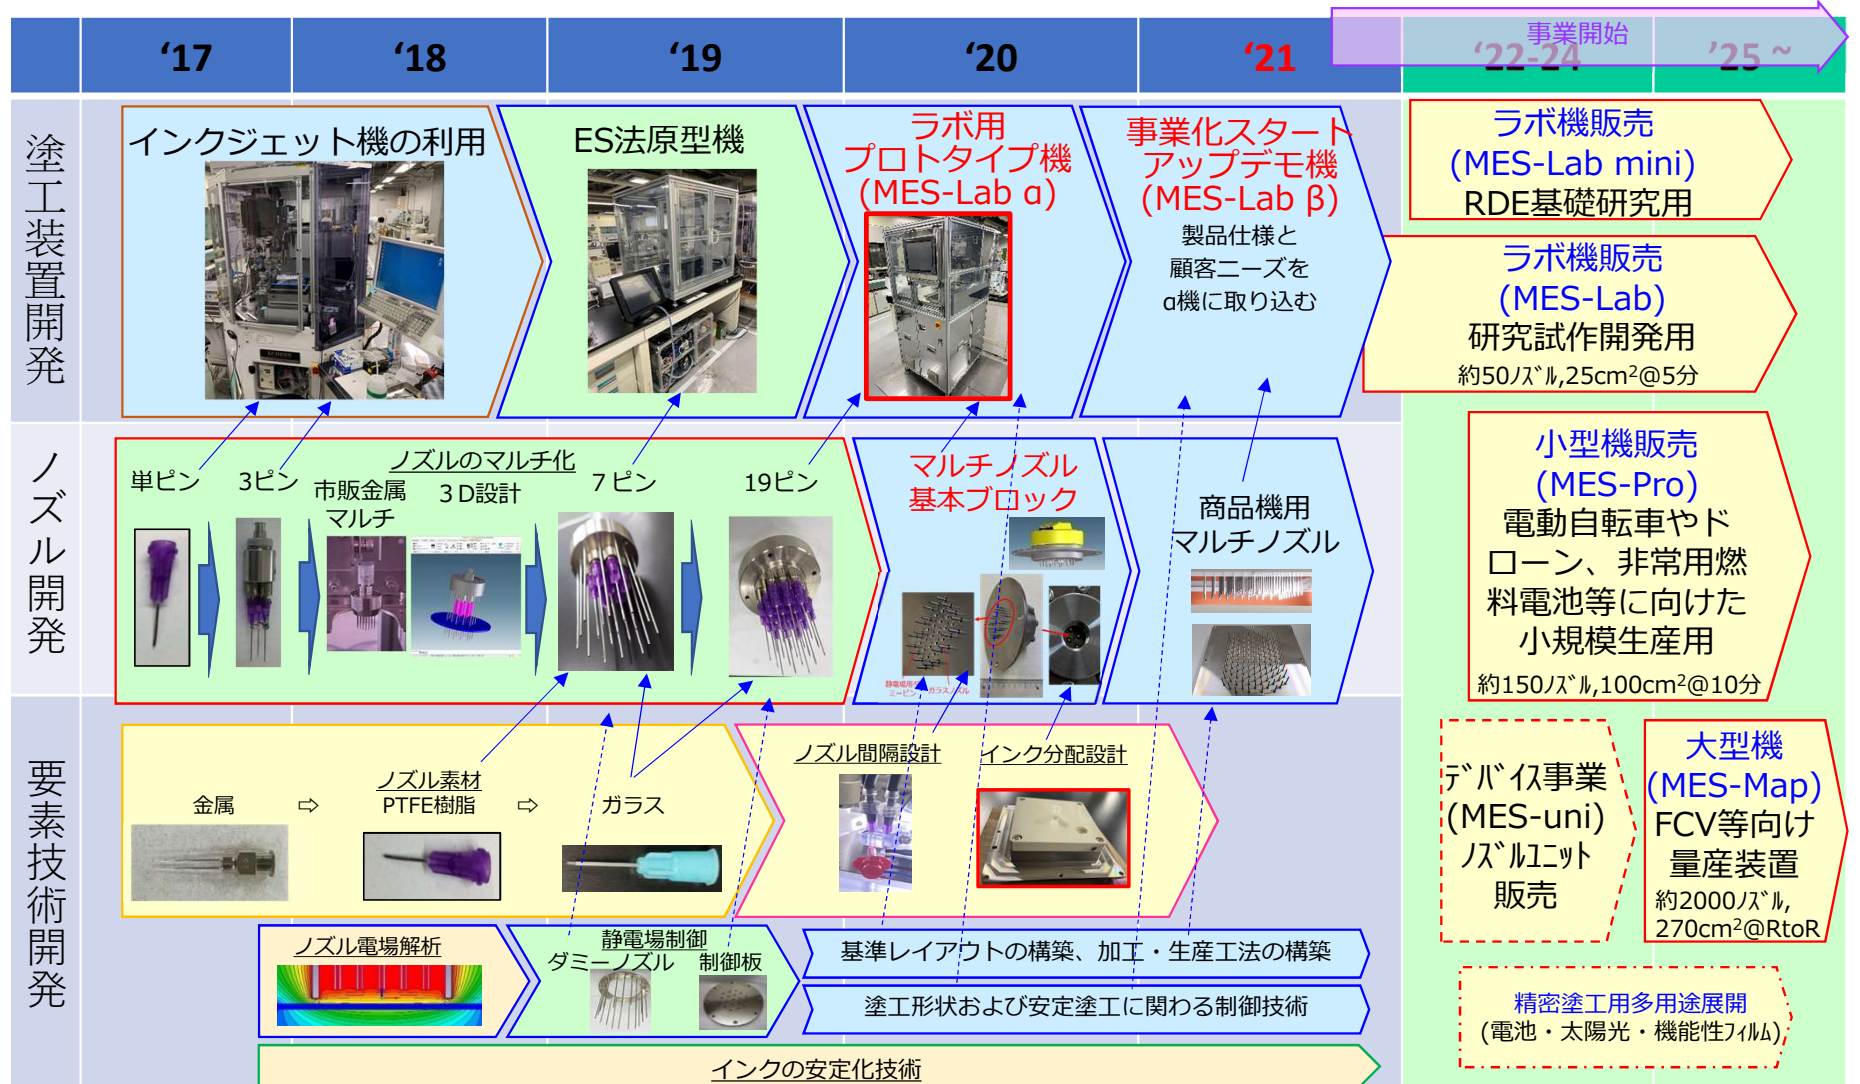 ‘17
‘18
‘19
‘20
‘21
事業開始
‘22-24
’25 ~
塗工装置開発
インクジェット機の利用
ES法原型機
ラボ用
プロトタイプ機
(MES-Lab α)
事業化スタート
アップデモ機
(MES-Lab β)
製品仕様と
顧客ニーズを
α機に取り込む
ラボ機販売
(MES-Lab mini)
RDE基礎研究用
ラボ機販売
(MES-Lab)
研究試作開発用
約50ﾉｽﾞﾙ,25cm²@5分
ノズル開発
単ピン
3ピン
ノズルのマルチ化
市販金属
マルチ
３Ｄ設計
７ピン
19ピン
マルチノズル
基本ブロック
ガラスノズル
商品機用
マルチノズル
小型機販売
(MES-Pro)
電動自転車やド
ローン、非常用燃
料電池等に向けた
小規模生産用
約150ﾉｽﾞﾙ,100cm²@10分
要素技術開発
金属
⇨
ノズル素材
PTFE樹脂
⇨
ガラス
ノズル間隔設計
インク分配設計
ﾃﾞﾊﾞｲｽ事業
(MES-uni)
ﾉｽﾞﾙﾕﾆｯﾄ
販売
大型機
(MES-Map)
FCV等向け
量産装置
約2000ﾉｽﾞﾙ,
270cm²@RtoR
ノズル電場解析
静電場制御
ダミーノズル
制御板
基準レイアウトの構築、加工・生産工法の構築
塗工形状および安定塗工に関わる制御技術
精密塗工用多用途展開
(電池・太陽光・機能性ﾌｨﾙﾑ)
インクの安定化技術